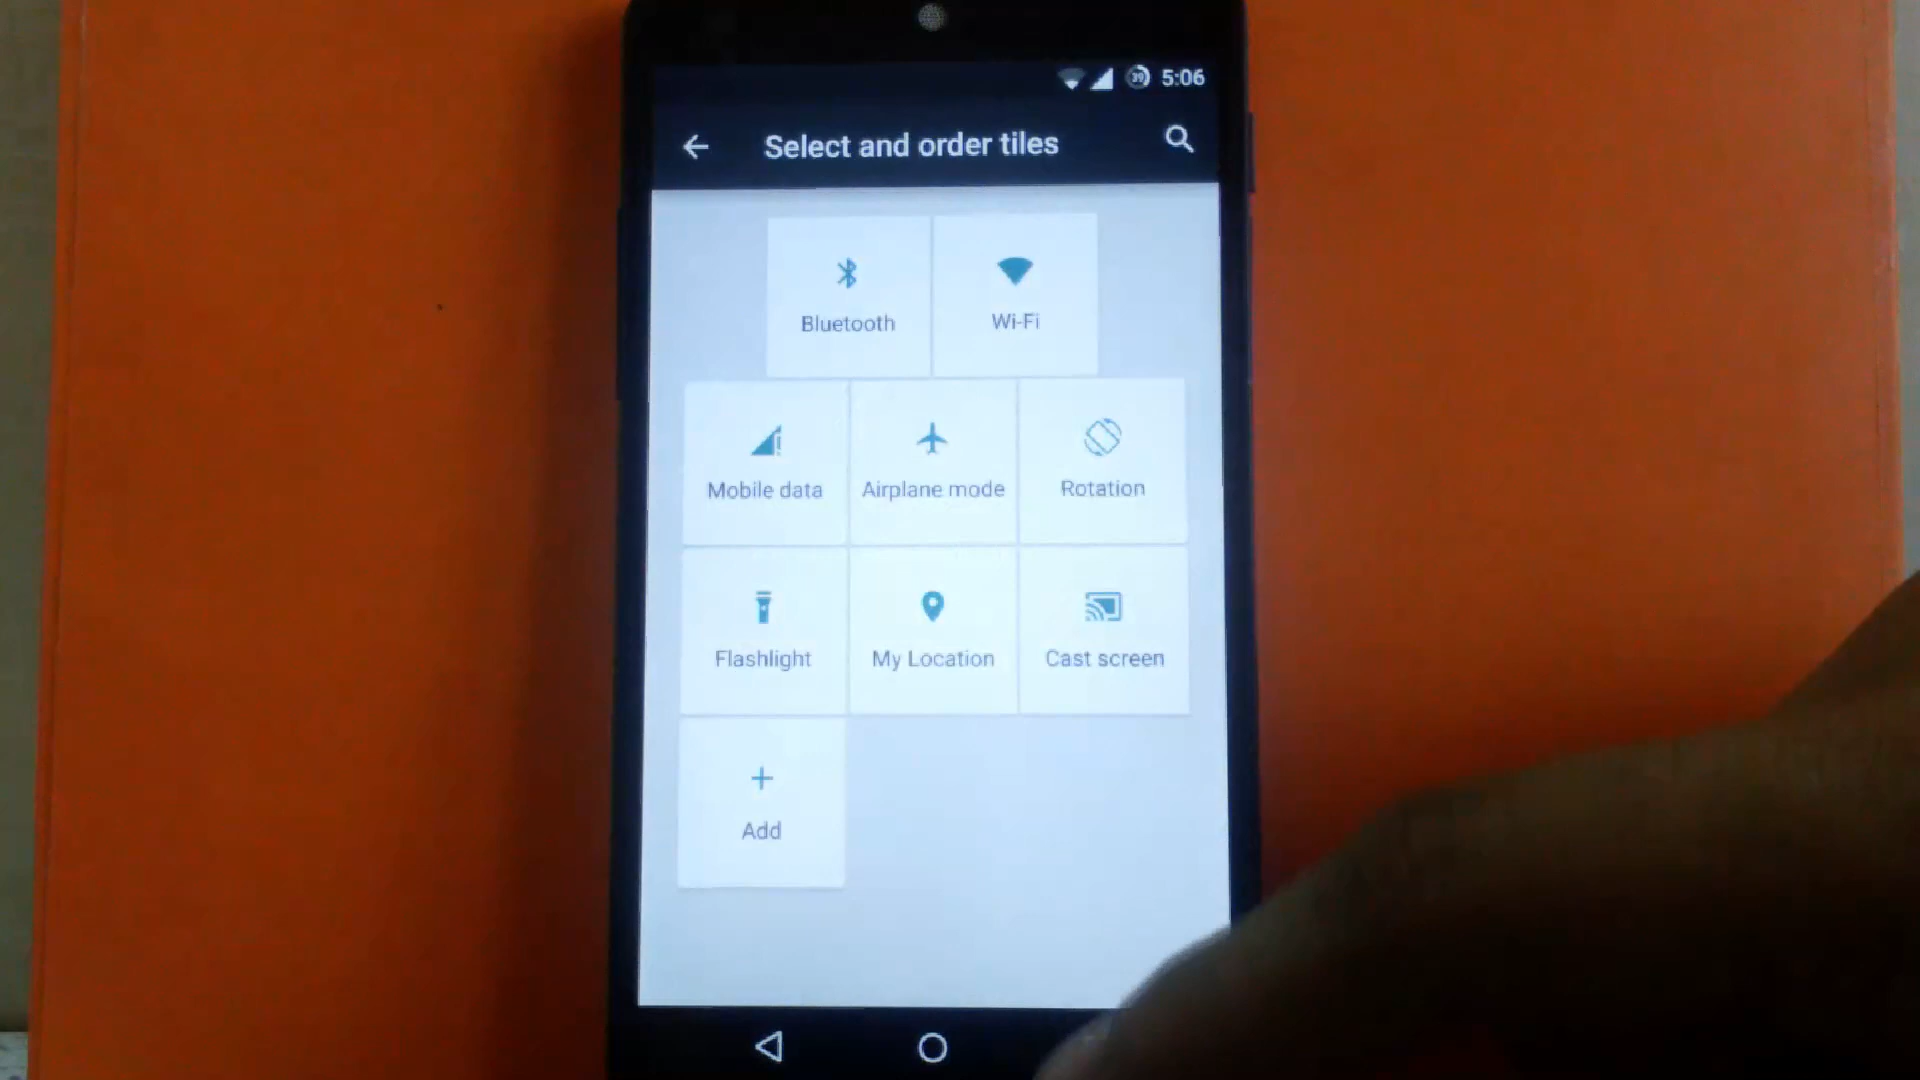 39 5:06
Select and order tiles
Bluetooth Wi-Fi
Mobile data Airplane mode Rotation
Flashlight My Location Cast screen
Add